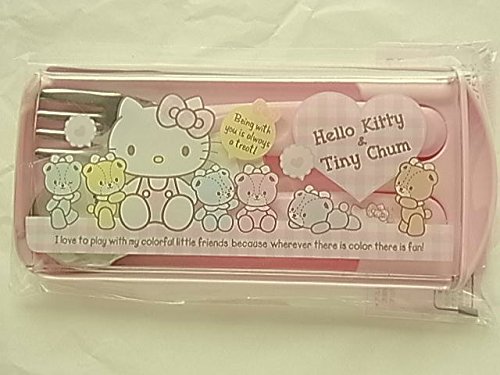 Being with
you is always
a treat!
Hello Kitty
&
Tiny Chum
I love to play with my colorful little friends because wherever there is color there is fun!